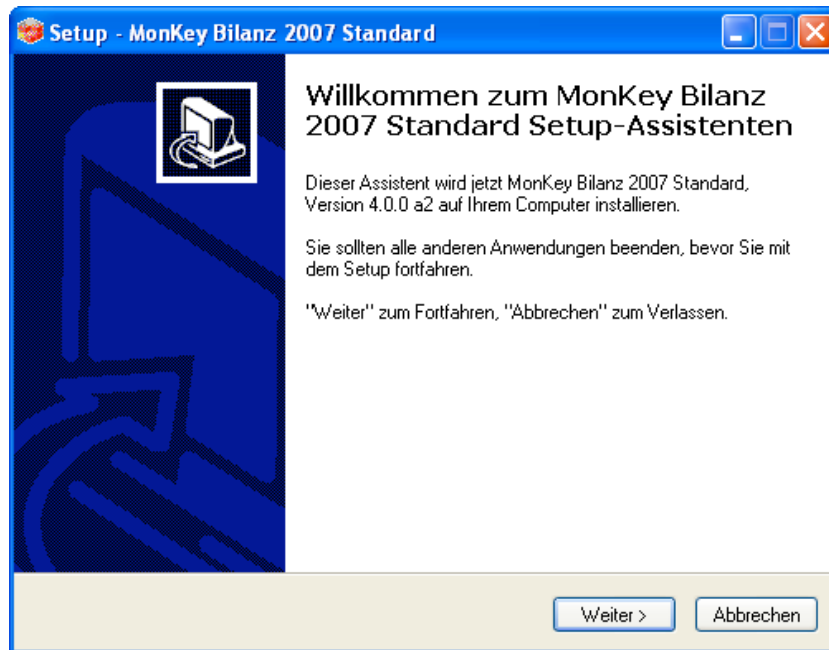 Setup - MonKey Bilanz 2007 Standard
Willkommen zum MonKey Bilanz
2007 Standard Setup-Assistenten
Dieser Assistent wird jetzt MonKey Bilanz 2007 Standard,
Version 4.0.0 a2 auf Ihrem Computer installieren.
Sie sollten alle anderen Anwendungen beenden, bevor Sie mit
dem Setup fortfahren.
"Weiter" zum Fortfahren, "Abbrechen" zum Verlassen.
Weiter >
Abbrechen